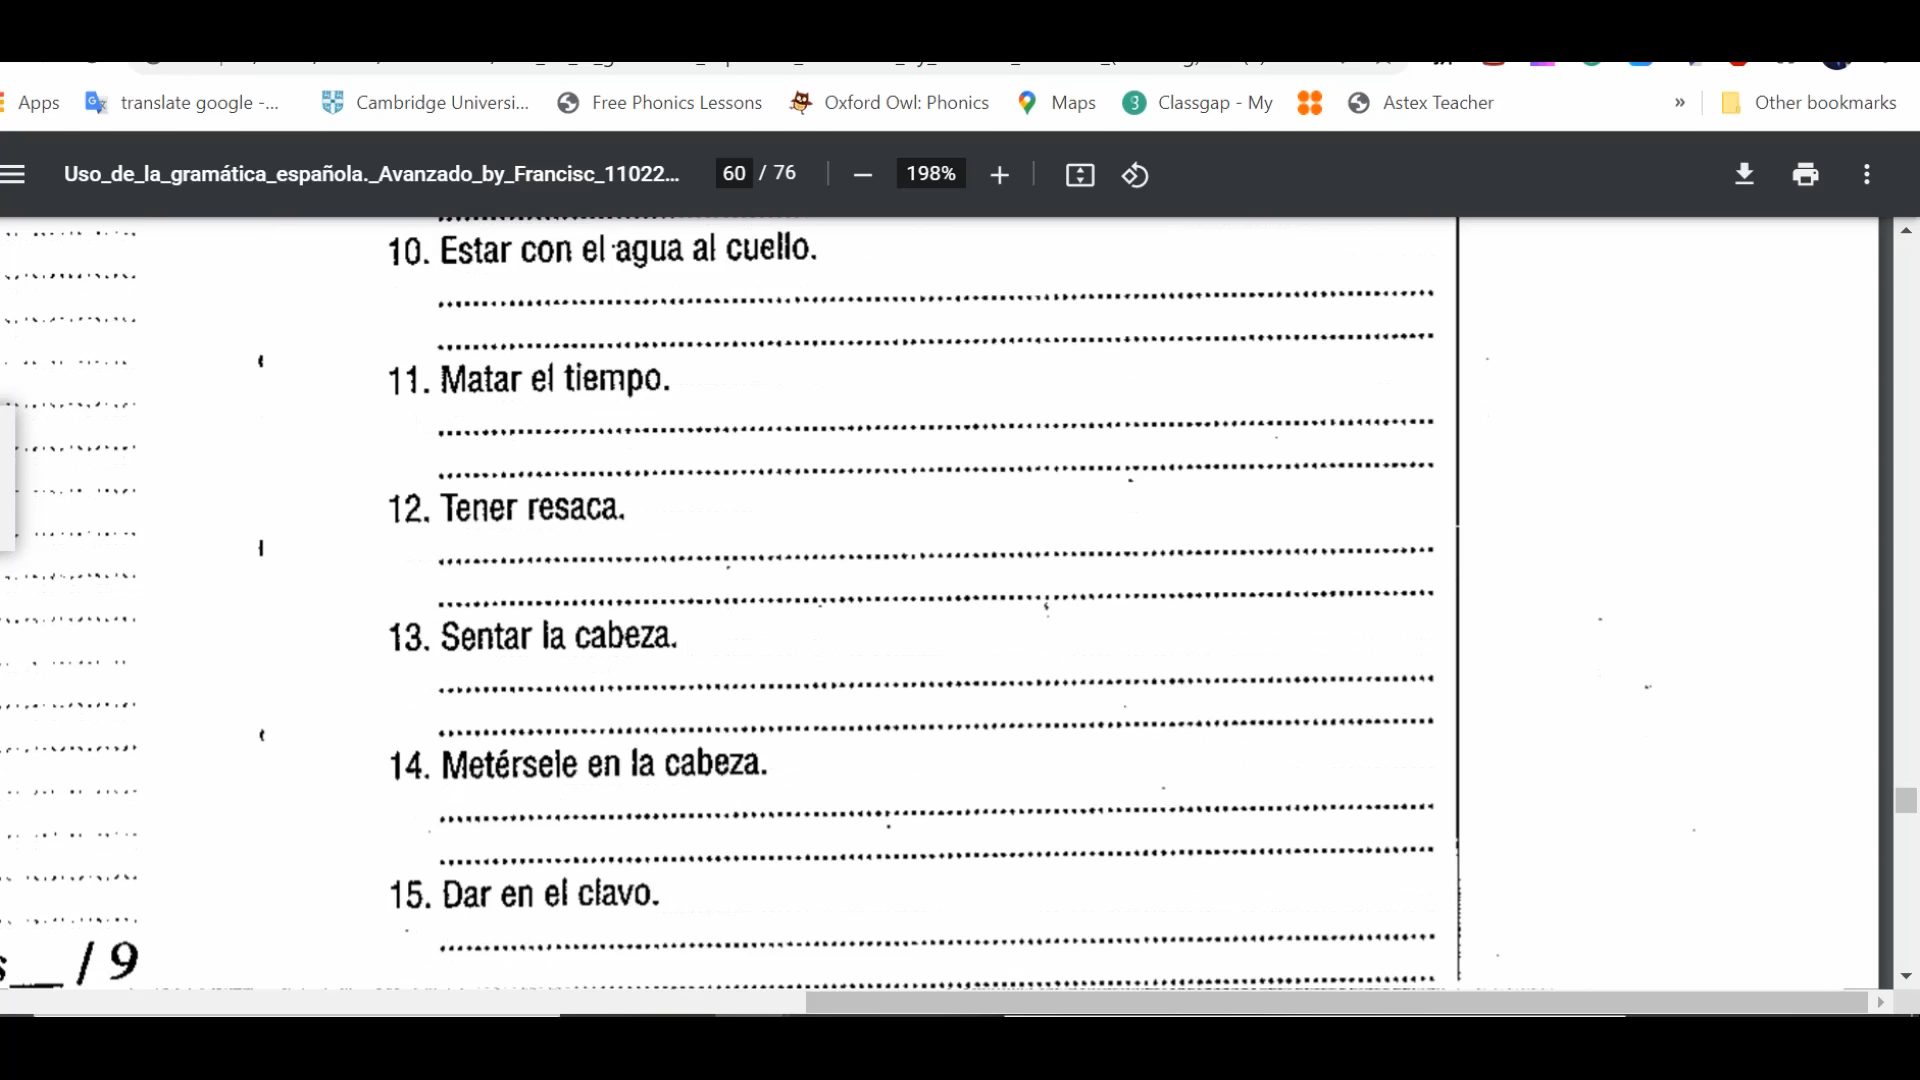 Apps translate google -... Cambridge Universi... Free Phonics Lessons Oxford Owl: Phonics Maps Classgap - My Astex Teacher » Other bookmarks
Uso_de_la_gramática_española._Avanzado_by_Francisc_11022... 60 / 76 198%
10. Estar con el agua al cuello.
11. Matar el tiempo.
12. Tener resaca.
13. Sentar la cabeza.
14. Metérsele en la cabeza.
15. Dar en el clavo.
/ 9